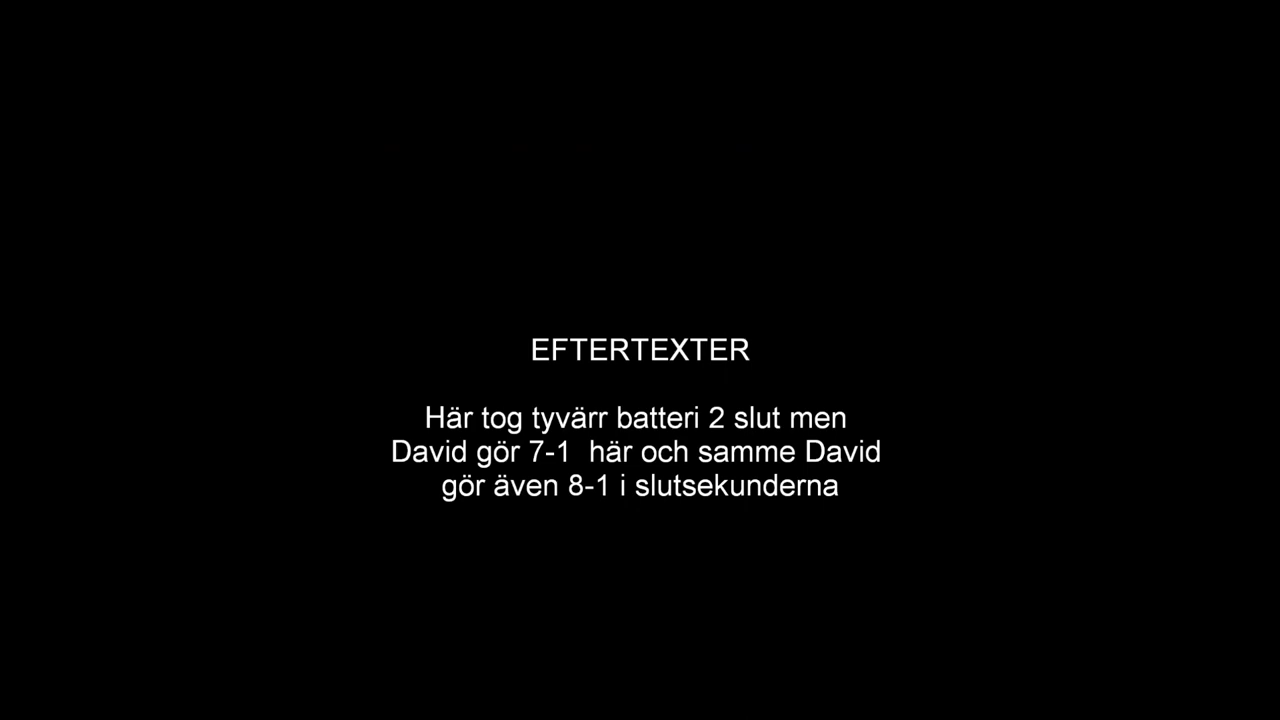 EFTERTEXTER
Här tog tyvärr batteri 2 slut men
David gör 7-1  här och samme David
gör även 8-1 i slutsekunderna